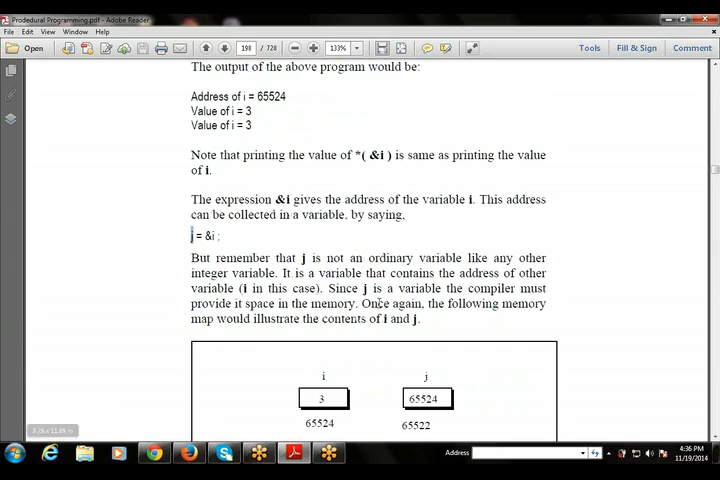 Prodedural Programming.pdf - Adobe Reader
File Edit View Window Help
Open 198 / 728 133% Tools Fill & Sign Comment
The output of the above program would be:
Address of i = 65524
Value of i = 3
Value of i = 3
Note that printing the value of *( &i ) is same as printing the value
of i.
The expression &i gives the address of the variable i. This address
can be collected in a variable, by saying,
j = &i ;
But remember that j is not an ordinary variable like any other
integer variable. It is a variable that contains the address of other
variable (i in this case). Since j is a variable the compiler must
provide it space in the memory. Once again, the following memory
map would illustrate the contents of i and j.
i j
3 65524
65524 65522
8.26 x 11.69 in
Address 4:36 PM
11/19/2014